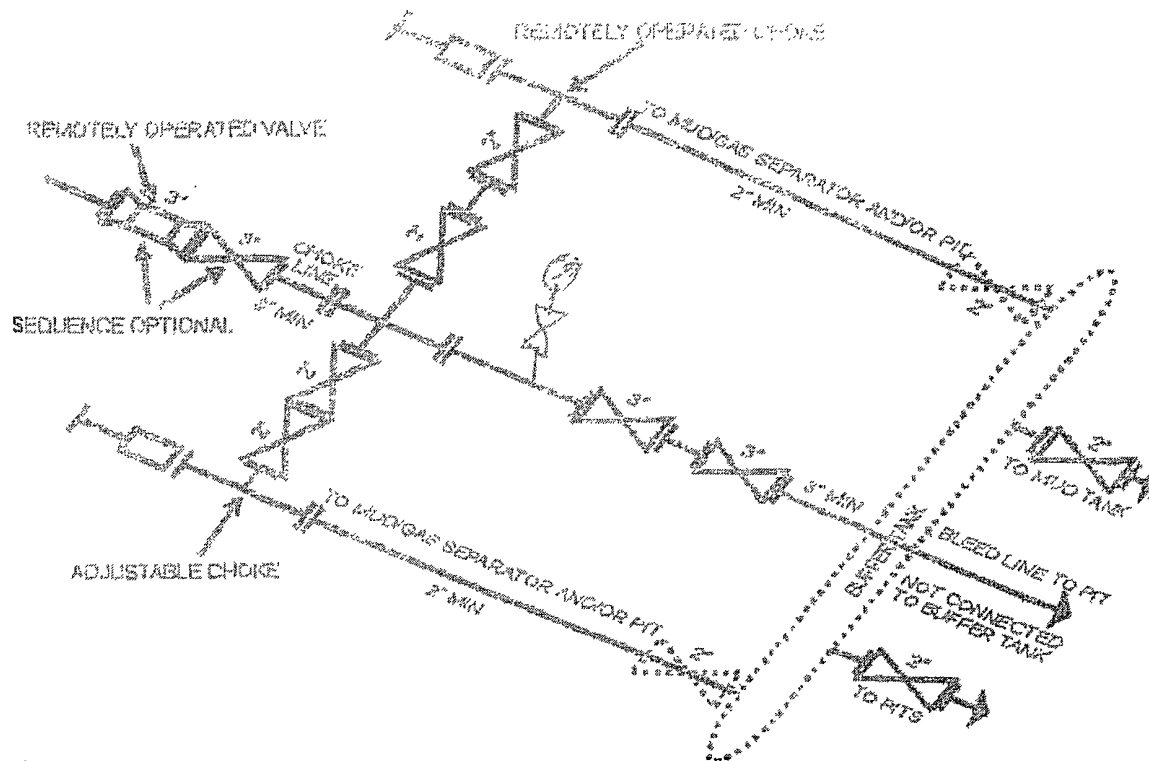 REMOTELY OPERATED CHOKE
REMOTELY OPERATED VALVE
3"
3"
CHOKE
LINE
3" MIN
SEQUENCE OPTIONAL
2"
2"
2"
2"
TO MUD/GAS SEPARATOR AND/OR PIT
2" MIN
2"
3"
3"
3" MIN
2"
TO MUD TANK
BUFFER TANK
BLEED LINE TO PIT
NOT CONNECTED
TO BUFFER TANK
ADJUSTABLE CHOKE
TO MUD/GAS SEPARATOR AND/OR PIT
2" MIN
2"
TO PITS